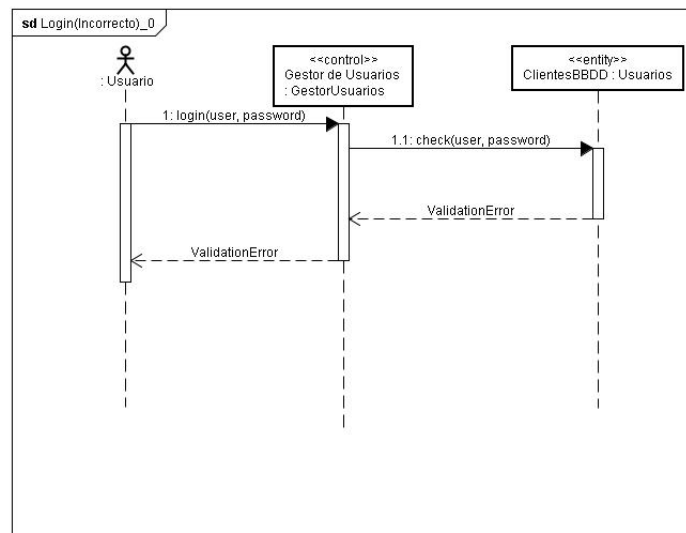 sd Login(Incorrecto)_0
: Usuario
<<control>>
Gestor de Usuarios
: GestorUsuarios
<<entity>>
ClientesBBDD : Usuarios
1: login(user, password)
1.1: check(user, password)
ValidationError
ValidationError